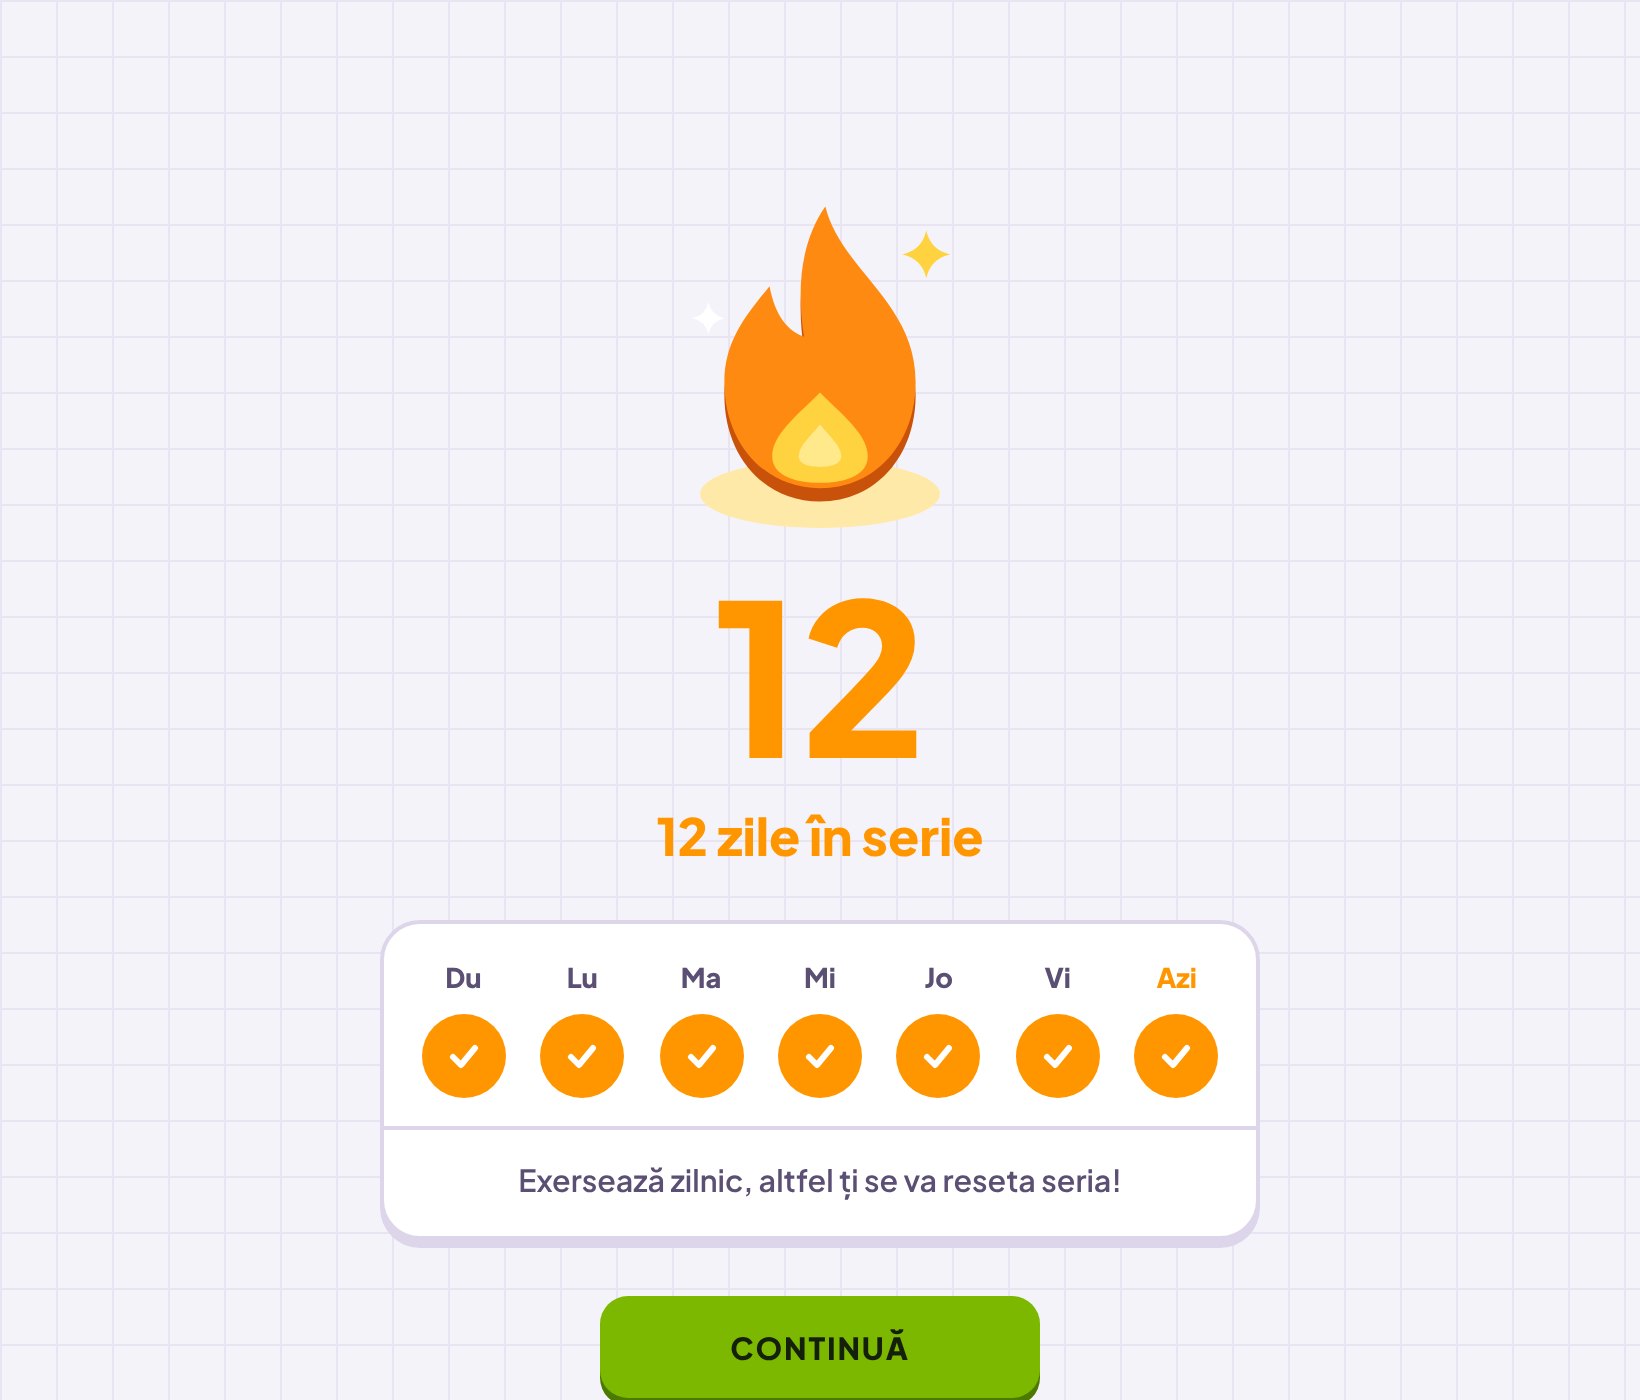 12
12 zile în serie
Du Lu Ma Mi Jo Vi Azi
Exersează zilnic, altfel ți se va reseta seria!
CONTINUĂ